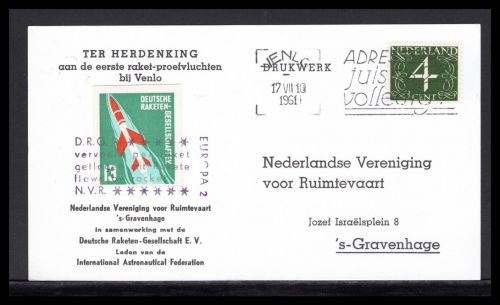 TER HERDENKING
aan de eerste raket-proefvluchten
bij Venlo
DEUTSCHE
RAKETEN-
GESELLSCHAFT E.V.
D.R.G. ******
EUROPA 2
N.V.R. ******
Nederlandse Vereniging voor Ruimtevaart
's-Gravenhage
in samenwerking met de
Deutsche Raketen-Gesellschaft E. V.
Leden van de
International Astronautical Federation
VENLO
DRUKWERK
17 VII 10
1961
ADRES
juis
volledig
NEDERLAND
4
CENT
Nederlandse Vereniging
voor Ruimtevaart
Jozef Israëlsplein 8
's-Gravenhage